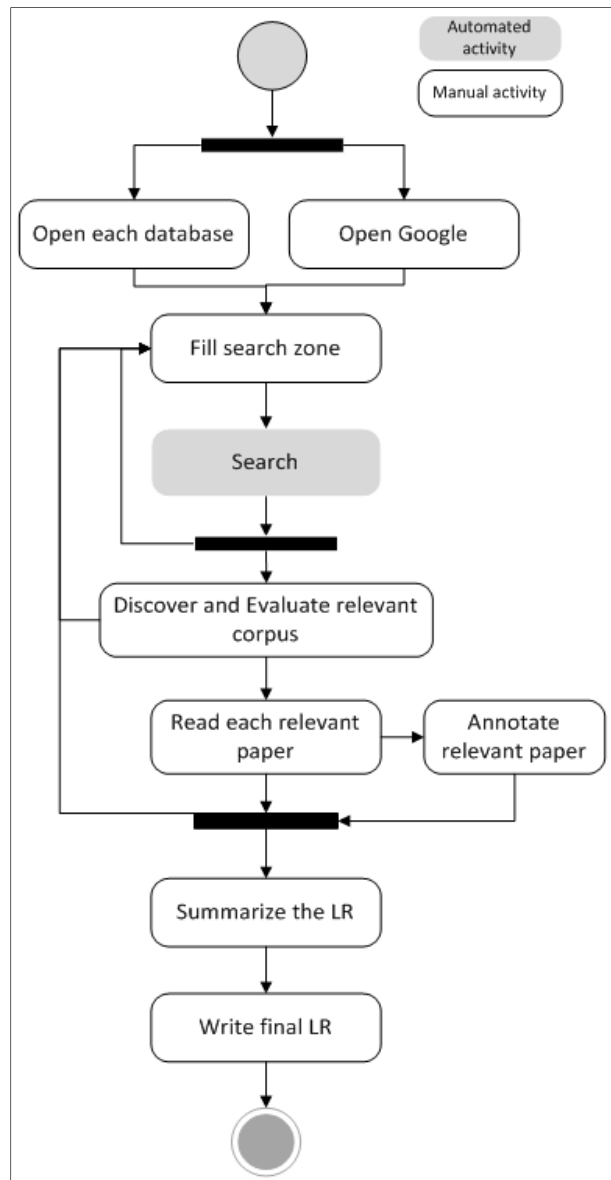 Automated
activity
Manual activity
Open each database
Open Google
Fill search zone
Search
Discover and Evaluate relevant
corpus
Read each relevant
paper
Annotate
relevant paper
Summarize the LR
Write final LR